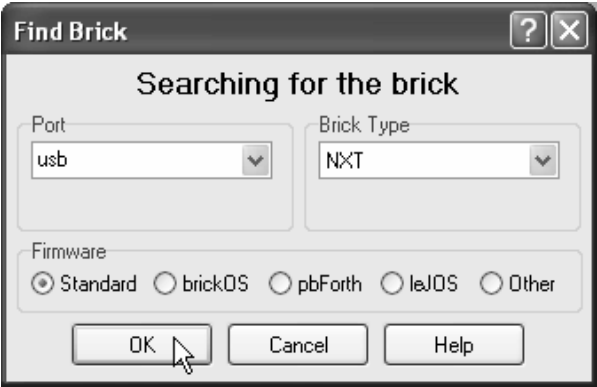 Find Brick
Searching for the brick
Port Brick Type
usb NXT
Firmware
Standard brickOS pbForth leJOS Other
OK Cancel Help